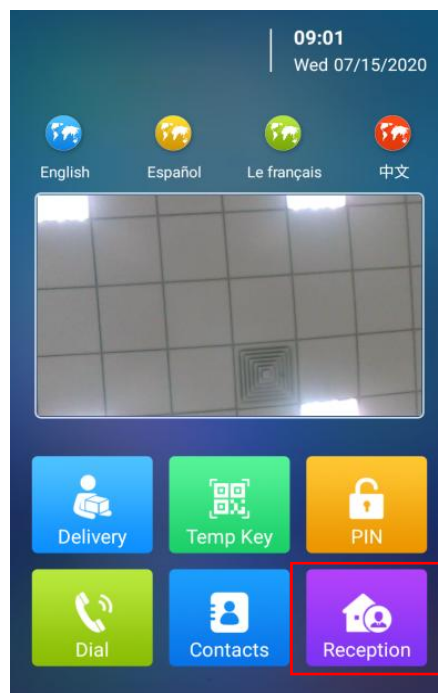 09:01
Wed 07/15/2020
English Español Le français 中文
Delivery Temp Key PIN
Dial Contacts Reception